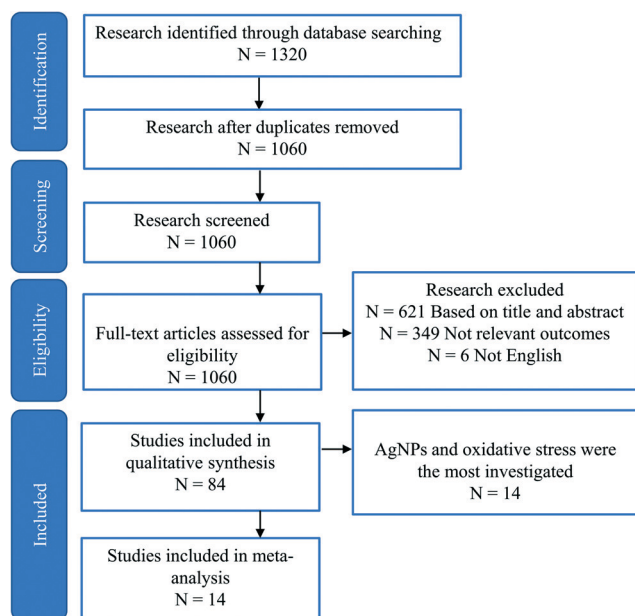 Identification
Research identified through database searching
N = 1320
Research after duplicates removed
N = 1060
Screening
Research screened
N = 1060
Eligibility
Full-text articles assessed for
eligibility
N = 1060
Research excluded
N = 621 Based on title and abstract
N = 349 Not relevant outcomes
N = 6 Not English
Included
Studies included in
qualitative synthesis
N = 84
AgNPs and oxidative stress were
the most investigated
N = 14
Studies included in meta-
analysis
N = 14